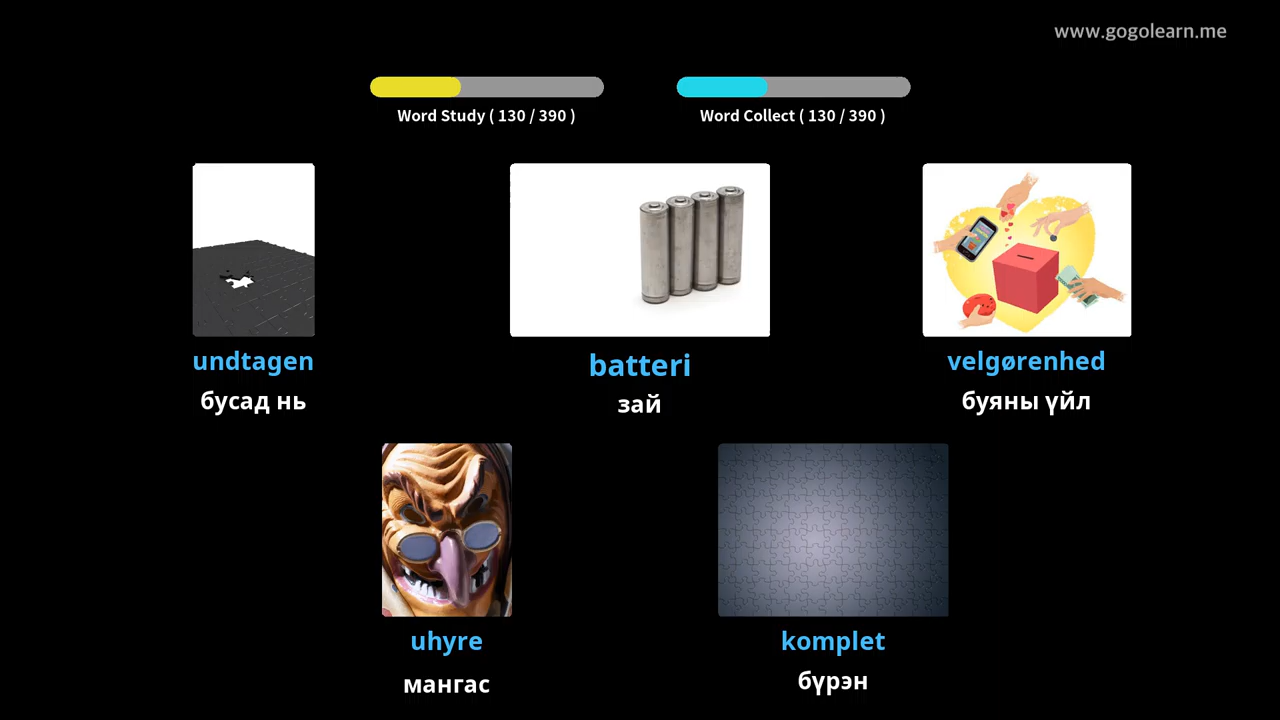 www.gogolearn.me
Word Study ( 130 / 390 )
Word Collect ( 130 / 390 )
undtagen
бусад нь
batteri
зай
velgørenhed
буяны үйл
uhyre
мангас
komplet
бүрэн